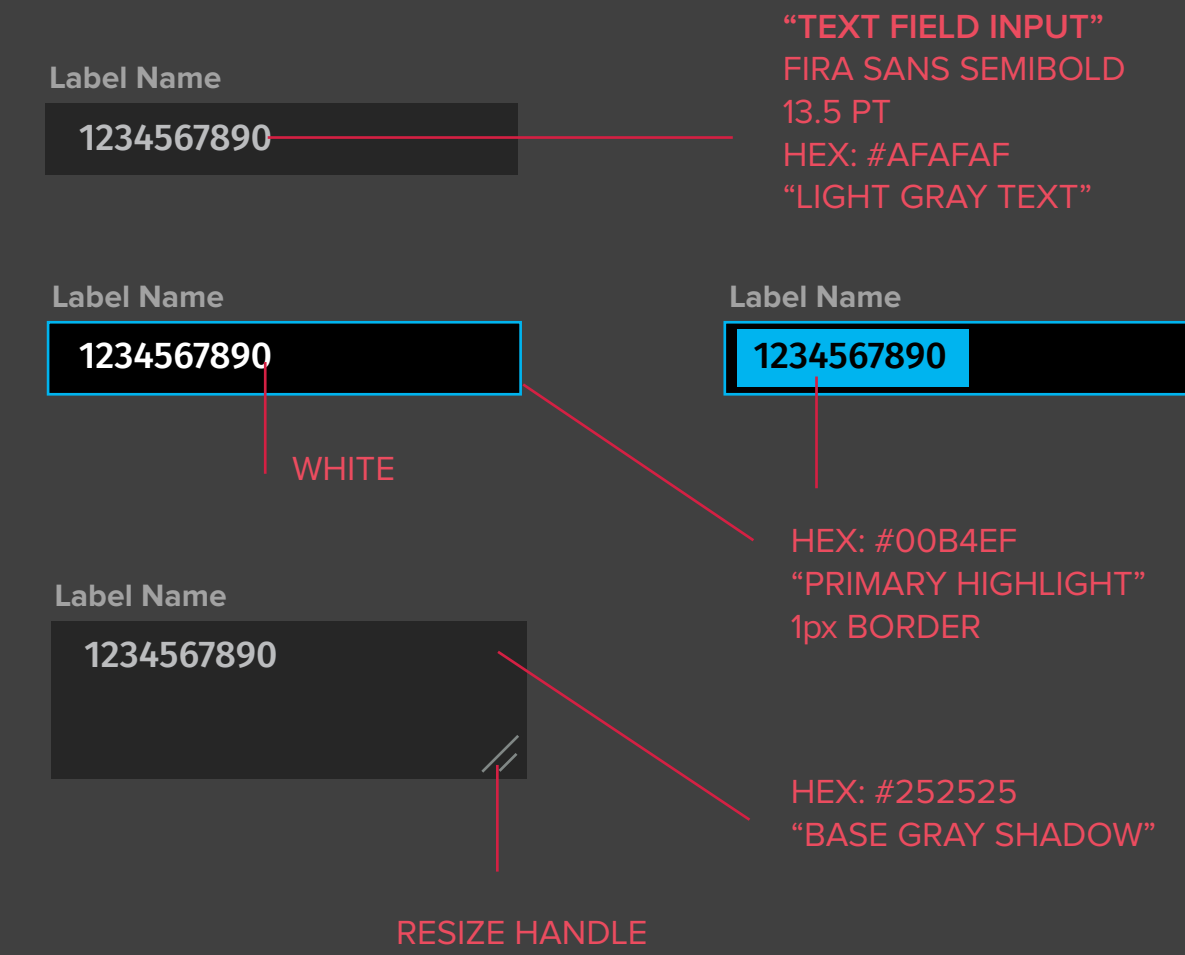 “TEXT FIELD INPUT”
FIRA SANS SEMIBOLD
13.5 PT
HEX: #AFAFAF
“LIGHT GRAY TEXT”
Label Name
1234567890
Label Name
1234567890
WHITE
Label Name
1234567890
HEX: #00B4EF
“PRIMARY HIGHLIGHT”
1px BORDER
Label Name
1234567890
HEX: #252525
“BASE GRAY SHADOW”
RESIZE HANDLE